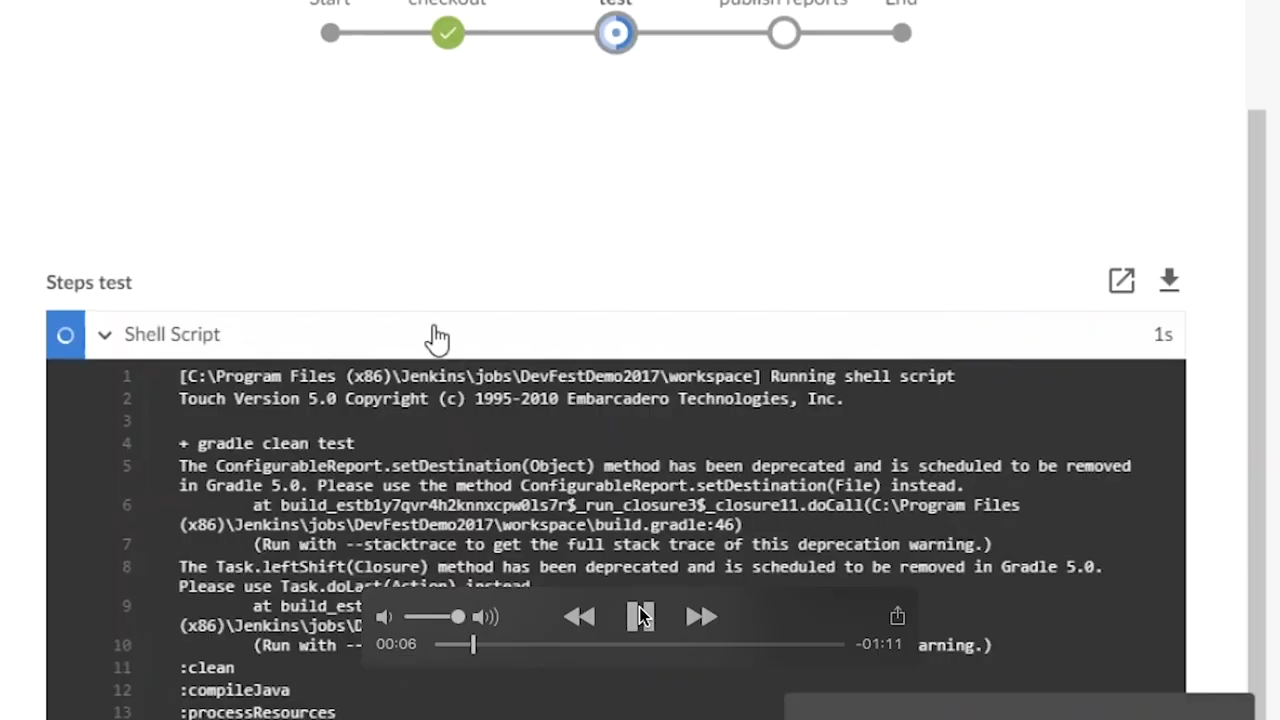 Start checkout test publish reports End
Steps test
Shell Script 1s
1 [C:\Program Files (x86)\Jenkins\jobs\DevFestDemo2017\workspace] Running shell script
2 Touch Version 5.0 Copyright (c) 1995-2010 Embarcadero Technologies, Inc.
3
4 + gradle clean test
5 The ConfigurableReport.setDestination(Object) method has been deprecated and is scheduled to be removed
in Gradle 5.0. Please use the method ConfigurableReport.setDestination(File) instead.
6 at build_estb1y7qvr4h2knnxcpw0ls7r$_run_closure3$_closure11.doCall(C:\Program Files
(x86)\Jenkins\jobs\DevFestDemo2017\workspace\build.gradle:46)
7 (Run with --stacktrace to get the full stack trace of this deprecation warning.)
8 The Task.leftShift(Closure) method has been deprecated and is scheduled to be removed in Gradle 5.0.
Please use Task.doLast(Action) instead.
9 at build_est
(x86)\Jenkins\jobs\D
10 (Run with -- arning.)
00:06 -01:11
11 :clean
12 :compileJava
13 :processResources